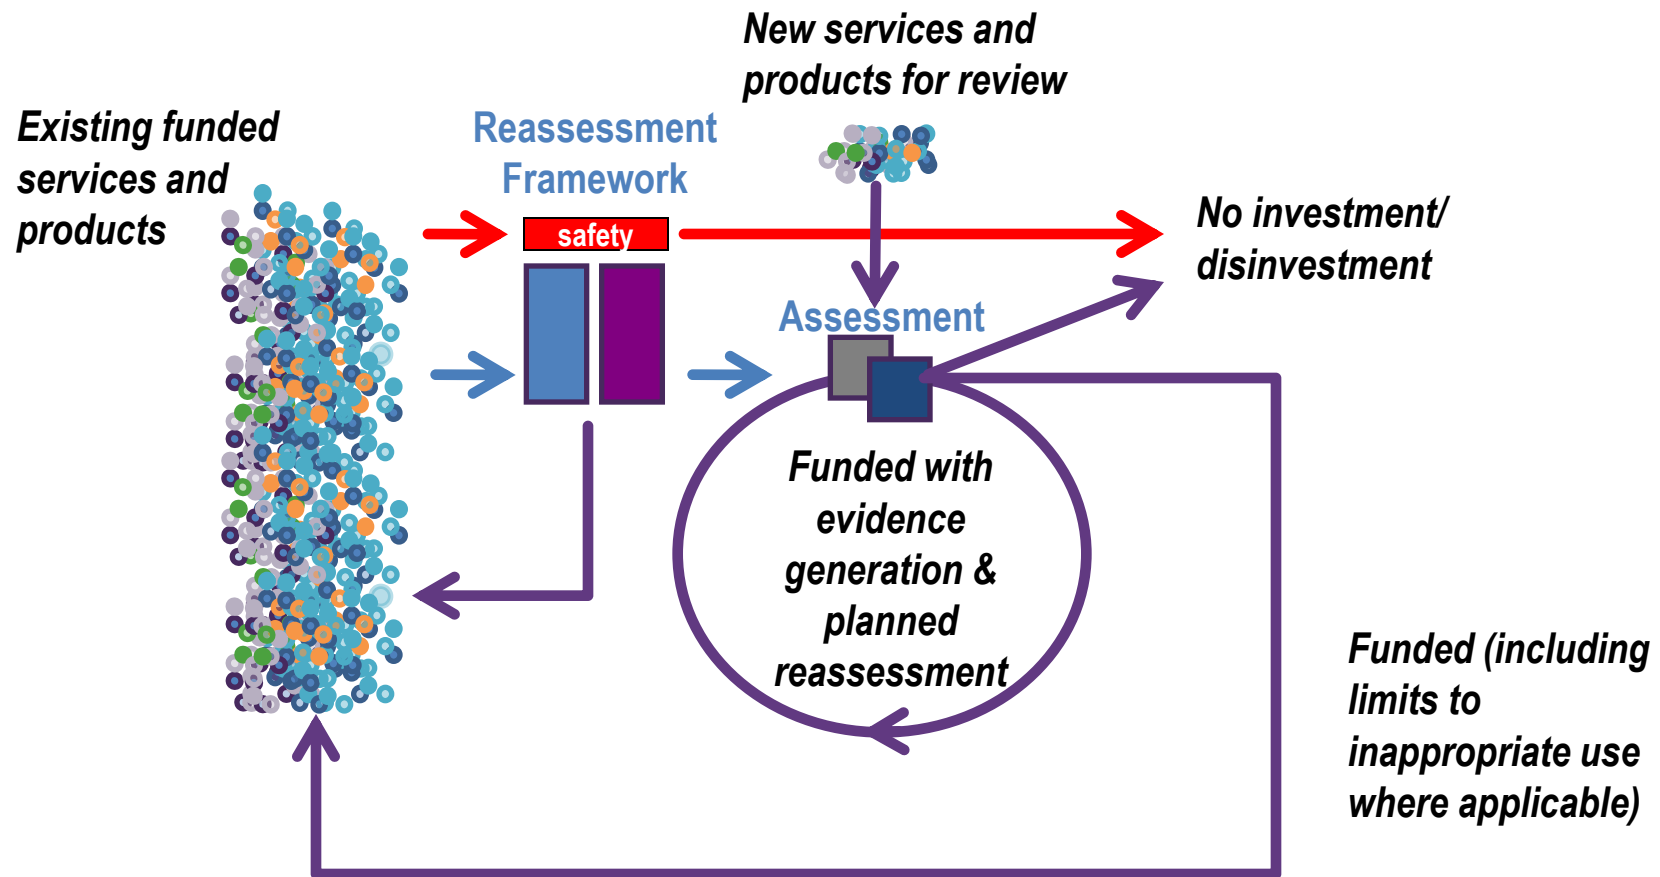 New services and
products for review
Existing funded
services and
products
Reassessment
Framework
safety
No investment/
disinvestment
Assessment
Funded with
evidence
generation &
planned
reassessment
Funded (including
limits to
inappropriate use
where applicable)